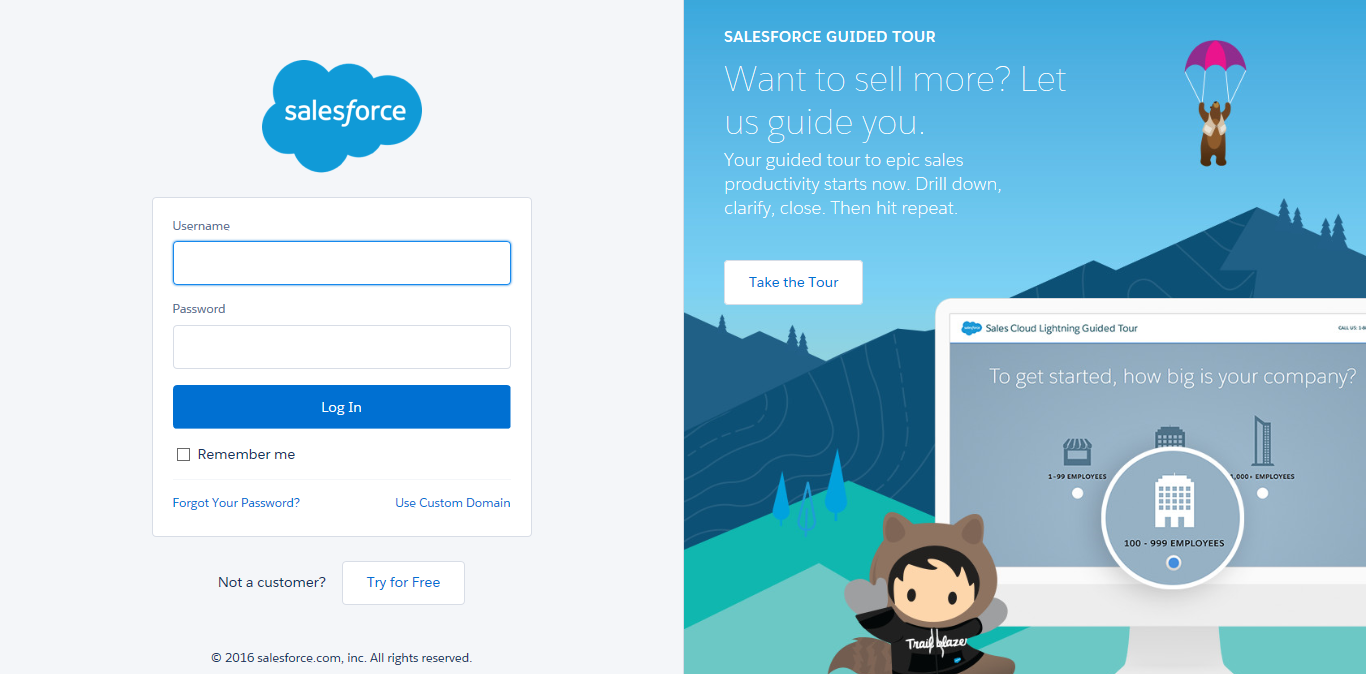 salesforce
Username
Password
Log In
Remember me
Forgot Your Password?
Use Custom Domain
Not a customer?
Try for Free
© 2016 salesforce.com, inc. All rights reserved.
SALESFORCE GUIDED TOUR
Want to sell more? Let
us guide you.
Your guided tour to epic sales
productivity starts now. Drill down,
clarify, close. Then hit repeat.
Take the Tour
salesforce
Sales Cloud Lightning Guided Tour
CALL US:
To get started, how big is your company?
1-99 EMPLOYEES
100 - 999 EMPLOYEES
,000+ EMPLOYEES
Trailblazer